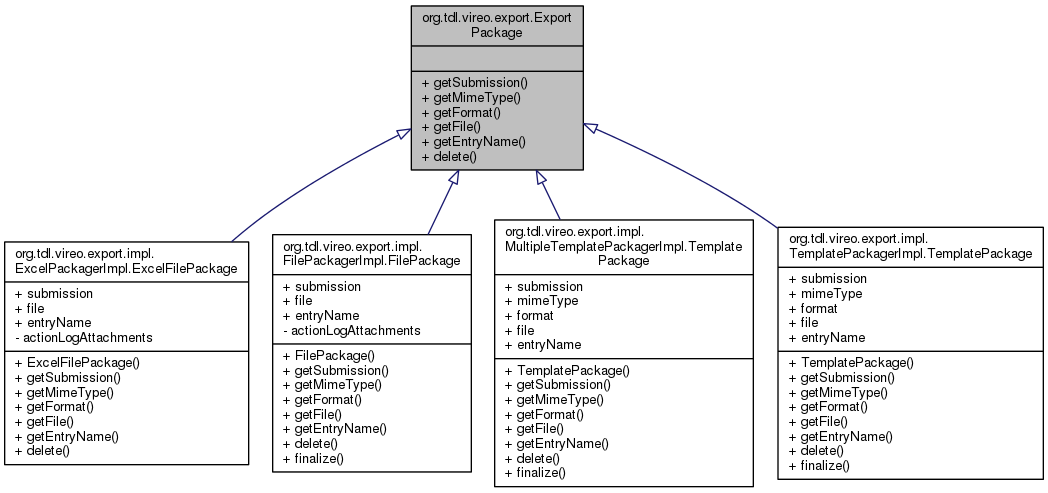 org.tdl.vireo.export.Export
Package
+ getSubmission()
+ getMimeType()
+ getFormat()
+ getFile()
+ getEntryName()
+ delete()
org.tdl.vireo.export.impl.
ExcelPackagerImpl.ExcelFilePackage
+ submission
+ file
+ entryName
- actionLogAttachments
+ ExcelFilePackage()
+ getSubmission()
+ getMimeType()
+ getFormat()
+ getFile()
+ getEntryName()
+ delete()
org.tdl.vireo.export.impl.
FilePackagerImpl.FilePackage
+ submission
+ file
+ entryName
- actionLogAttachments
+ FilePackage()
+ getSubmission()
+ getMimeType()
+ getFormat()
+ getFile()
+ getEntryName()
+ delete()
+ finalize()
org.tdl.vireo.export.impl.
MultipleTemplatePackagerImpl.Template
Package
+ submission
+ mimeType
+ format
+ file
+ entryName
+ TemplatePackage()
+ getSubmission()
+ getMimeType()
+ getFormat()
+ getFile()
+ getEntryName()
+ delete()
+ finalize()
org.tdl.vireo.export.impl.
TemplatePackagerImpl.TemplatePackage
+ submission
+ mimeType
+ format
+ file
+ entryName
+ TemplatePackage()
+ getSubmission()
+ getMimeType()
+ getFormat()
+ getFile()
+ getEntryName()
+ delete()
+ finalize()